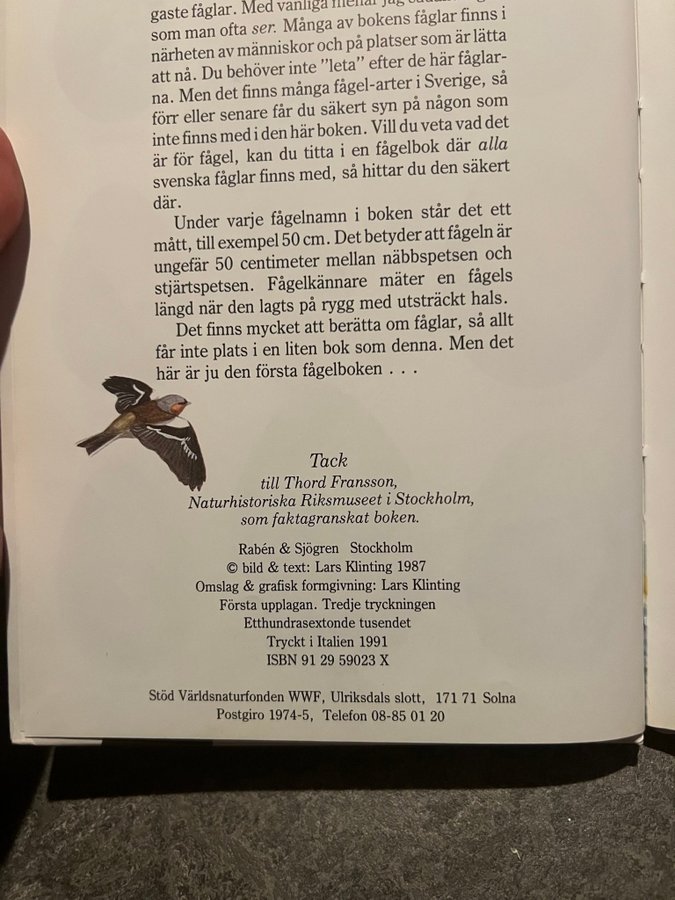 gaste fåglar. Med vanliga menar jag
som man ofta ser. Många av bokens fåglar finns i
närheten av människor och på platser som är lätta
att nå. Du behöver inte ”leta” efter de här fåglar-
na. Men det finns många fågel-arter i Sverige, så
förr eller senare får du säkert syn på någon som
inte finns med i den här boken. Vill du veta vad det
är för fågel, kan du titta i en fågelbok där alla
svenska fåglar finns med, så hittar du den säkert
där.
Under varje fågelnamn i boken står det ett
mått, till exempel 50 cm. Det betyder att fågeln är
ungefär 50 centimeter mellan näbbspetsen och
stjärtspetsen. Fågelkännare mäter en fågels
längd när den lagts på rygg med utsträckt hals.
Det finns mycket att berätta om fåglar, så allt
får inte plats i en liten bok som denna. Men det
här är ju den första fågelboken . . .
Tack
till Thord Fransson,
Naturhistoriska Riksmuseet i Stockholm,
som faktagranskat boken.
Rabén & Sjögren Stockholm
© bild & text: Lars Klinting 1987
Omslag & grafisk formgivning: Lars Klinting
Första upplagan. Tredje tryckningen
Etthundrasextonde tusendet
Tryckt i Italien 1991
ISBN 91 29 59023 X
Stöd Världsnaturfonden WWF, Ulriksdals slott, 171 71 Solna
Postgiro 1974-5, Telefon 08-85 01 20